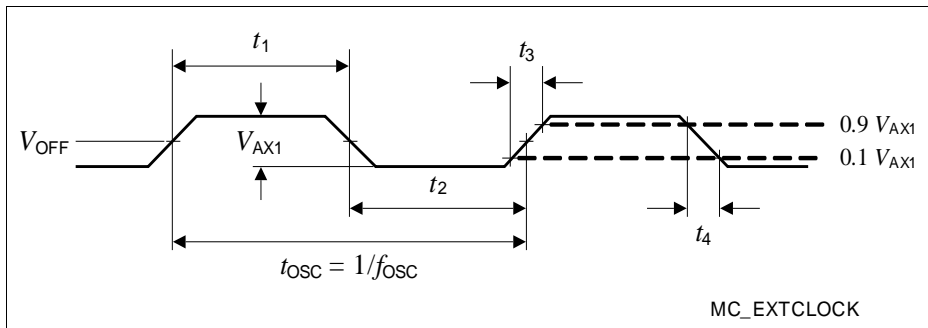 t1
t3
VOFF
VAX1
0.9 VAX1
0.1 VAX1
t2
t4
tOSC = 1/fOSC
MC_EXTCLOCK